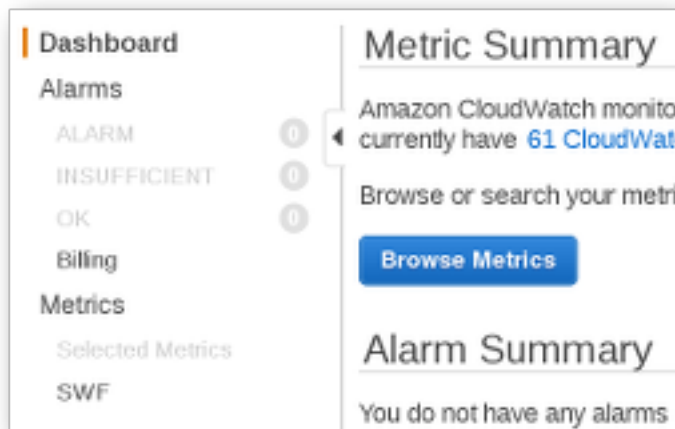 Dashboard
Alarms
ALARM 0
INSUFFICIENT 0
OK 0
Billing
Metrics
Selected Metrics
SWF
Metric Summary
Amazon CloudWatch monito
currently have 61 CloudWat
Browse or search your metri
Browse Metrics
Alarm Summary
You do not have any alarms